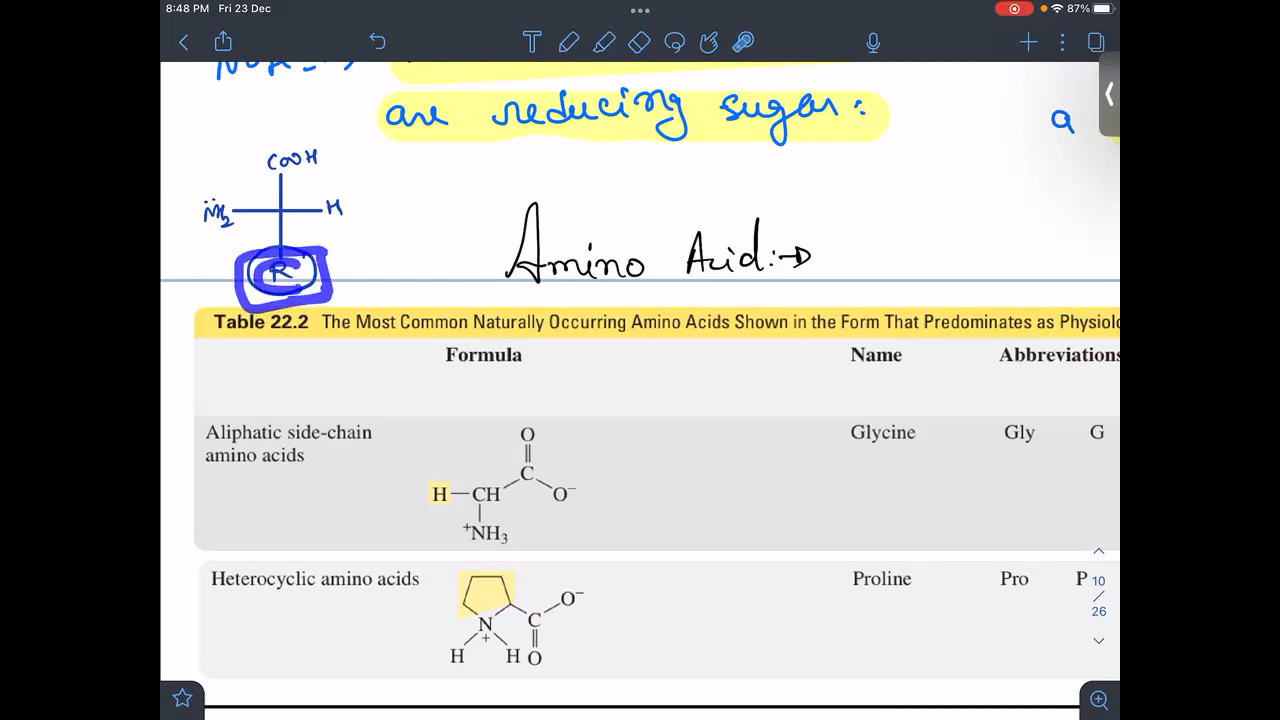 8:48 PM Fri 23 Dec
87%
are reducing sugar:
a
COOH
N̈H2 H
R
Amino Acid:→
Table 22.2 The Most Common Naturally Occurring Amino Acids Shown in the Form That Predominates as Physiolo
Formula Name Abbreviations
Aliphatic side-chain
amino acids
Glycine Gly G
O
C
H—CH O⁻
⁺NH3
Heterocyclic amino acids
Proline Pro P
O⁻
N C
+
H H O
10
/
26